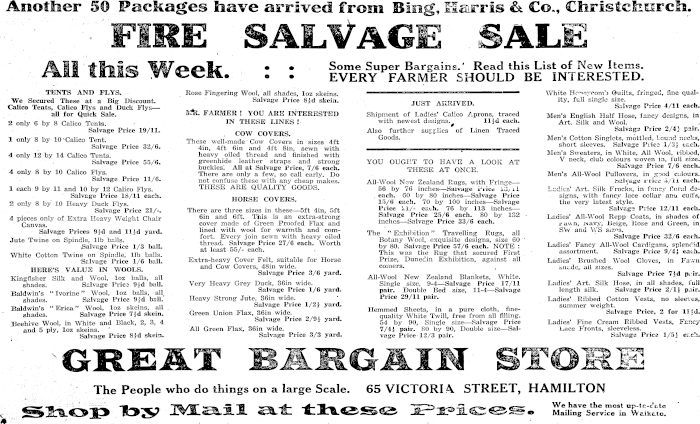 Another 50 Packages have arrived from Bing, Harris & Co., Christchurch.
FIRE SALVAGE SALE
All this Week. : :
Some Super Bargains. Read this List of New Items.
EVERY FARMER SHOULD BE INTERESTED.
TENTS AND FLYS.
We Secured These at a Big Discount.
Calico Tents, Calico Flys and Duck Flys—
all for Quick Sale.
2 only 6 by 8 Calico Tents.
Salvage Price 19/11.
1 only 8 by 10 Calico Tent.
Salvage Price 32/6.
4 only 12 by 14 Calico Tents.
Salvage Price 55/6.
4 only 8 by 10 Calico Flys.
Salvage Price 11/6.
1 each 9 by 11 and 10 by 12 Calico Flys.
Salvage Price 18/11 each.
2 only 8 by 10 Heavy Duck Flys.
Salvage Price 21/-.
4 pieces only of Extra Heavy Weight Chair
Canvas.
Salvage Prices 9½d and 11½d yard.
Jute Twine on Spindle, 1lb balls.
Salvage Price 1/3 ball.
White Cotton Twine on Spindle, 1lb balls.
Salvage Price 1/6 ball.
HERE'S VALUE IN WOOLS.
Kingfisher Silk and Wool, 1oz balls, all
shades. Salvage Price 9½d ball.
Baldwin's "Ivorine" Wool, 1oz balls, all
shades. Salvage Price 9½d ball.
Baldwin's "Erica" Wool, 1oz skeins, all
shades. Salvage Price 7½d skein.
Beehive Wool, in White and Black, 2, 3, 4
and 5 ply, 1oz skeins.
Salvage Price 8½d skein.
Rose Fingering Wool, all shades, 1oz skeins.
Salvage Price 8½d skein.
FARMER! YOU ARE INTERESTED
IN THESE LINES!
COW COVERS.
These well-made Cow Covers in sizes 4ft
4in, 4ft 6in and 4ft 8in, sewn with
heavy oiled thread and finished with
greenhide leather straps and strong
buckles. All at Salvage Price, 7/6 each.
There are only a few, so call early. Do
not confuse these with any cheap makes.
THESE ARE QUALITY GOODS.
HORSE COVERS.
There are three sizes in these—5ft 4in, 5ft
6in and 6ft. This is an extra-strong
cover made of Green Proofed Flax and
lined with wool for warmth and com-
fort. Every join sewn with heavy oiled
thread. Salvage Price 27/6 each. Worth
at least 55/- each.
Extra-heavy Cover Felt, suitable for Horse
and Cow Covers, 48in wide.
Salvage Price 3/6 yard.
Very Heavy Grey Duck, 36in wide.
Salvage Price 1/6 yard.
Heavy Strong Jute, 36in wide.
Salvage Price 1/2½ yard.
Green Union Flax, 36in wide.
Salvage Price 2/9½ yard.
All Green Flax, 36in wide.
Salvage Price 3/3 yard.
JUST ARRIVED.
Shipment of Ladies' Calico Aprons, traced
with newest designs, 11½d each.
Also further supplies of Linen Traced
Goods.
YOU OUGHT TO HAVE A LOOK AT
THESE AT ONCE.
All-Wool New Zealand Rugs, with Fringe—
56 by 76 inches—Salvage Price
each. 60 by 80 inches—Salvage Price
15/6 each. 70 by 100 inches—Salvage
Price each. 76 by 113 inches—
Salvage Price 25/6 each. 80 by 132
inches—Salvage Price 33/6 each.
The "Exhibition" Travelling Rugs, all
Botany Wool, exquisite designs, size 60
by 80. Salvage Price 57/6 each. NOTE:
This was the Rug that secured First
Prize, Dunedin Exhibition, against all
comers.
All-Wool New Zealand Blankets, White.
Single size, 9-4—Salvage Price 17/11
pair. Double Bed size, 11-4—Salvage
Price 29/11 pair.
Hemmed Sheets, in a pure cloth, fine-
quality White Twill, free from all filling.
54 by 90, Single size—Salvage Price
7/4½ pair. 80 by 90, Double size—Sal-
vage Price 12/3 pair.
White Honeycomb Quilts, fringed, fine qual-
ity, full single size.
Salvage Price 4/11 each.
Men's English Half Hose, fancy designs, in
Art. Silk and Wool.
Salvage Price 2/4½ pair.
Men's Cotton Singlets, mottled, round necks,
short sleeves. Salvage Price 1/3½ each.
Men's Sweaters, in White, All Wool, ribbed,
V neck, club colours woven in, full size.
Salvage Price 7/6 each.
Men's All-Wool Pullovers, in good colours.
Salvage Price 4/11 each.
Ladies' Art. Silk Frocks, in fancy floral de-
signs, with fancy lace collar and cuffs,
the very latest style.
Salvage Price 12/11 each.
Ladies' All-Wool Repp Coats, in shades of
Fawn, Navy, Beige, Rose and Green, in
SW and WS sizes.
Salvage Price 32/6 each.
Ladies' Fancy All-Wool Cardigans, splendid
assortment. Salvage Price 9/4½ each.
Ladies' Brushed Wool Gloves, in Fawn
shade, all sizes.
Salvage Price 7½d pair.
Ladies' Art. Silk Hose, in all shades, full
length silk. Salvage Price 2/1½ pair.
Ladies' Ribbed Cotton Vests, no sleeves,
summer weight.
Salvage Price, 2 for 11½d.
Ladies' Fine Cream Ribbed Vests, Fancy
Lace Fronts, sleeveless.
Salvage Price 1/5½ each.
GREAT BARGAIN STORE
The People who do things on a large Scale. 65 VICTORIA STREET, HAMILTON
Shop by Mail at these Prices.
We have the most up-to-date
Mailing Service in Waikato.